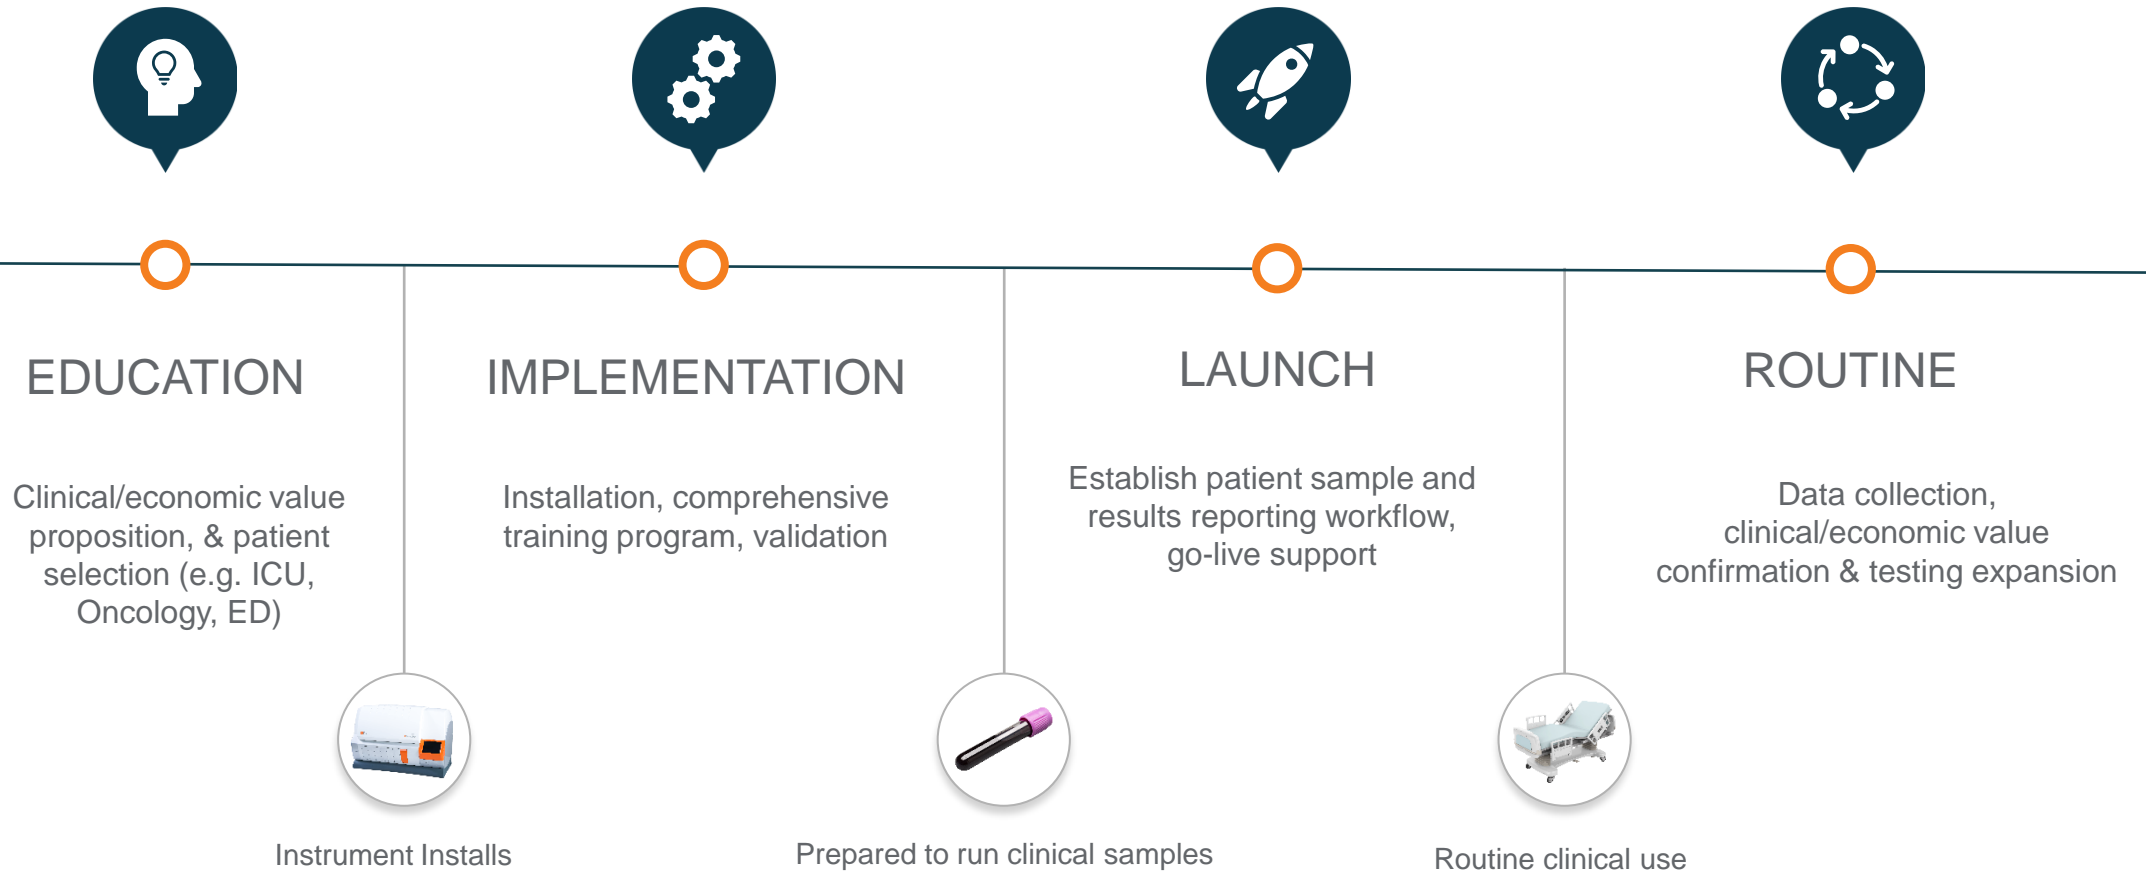 EDUCATION
Clinical/economic value
proposition, & patient
selection (e.g. ICU,
Oncology, ED)
Instrument Installs
IMPLEMENTATION
Installation, comprehensive
training program, validation
Prepared to run clinical samples
LAUNCH
Establish patient sample and
results reporting workflow,
go-live support
Routine clinical use
ROUTINE
Data collection,
clinical/economic value
confirmation & testing expansion